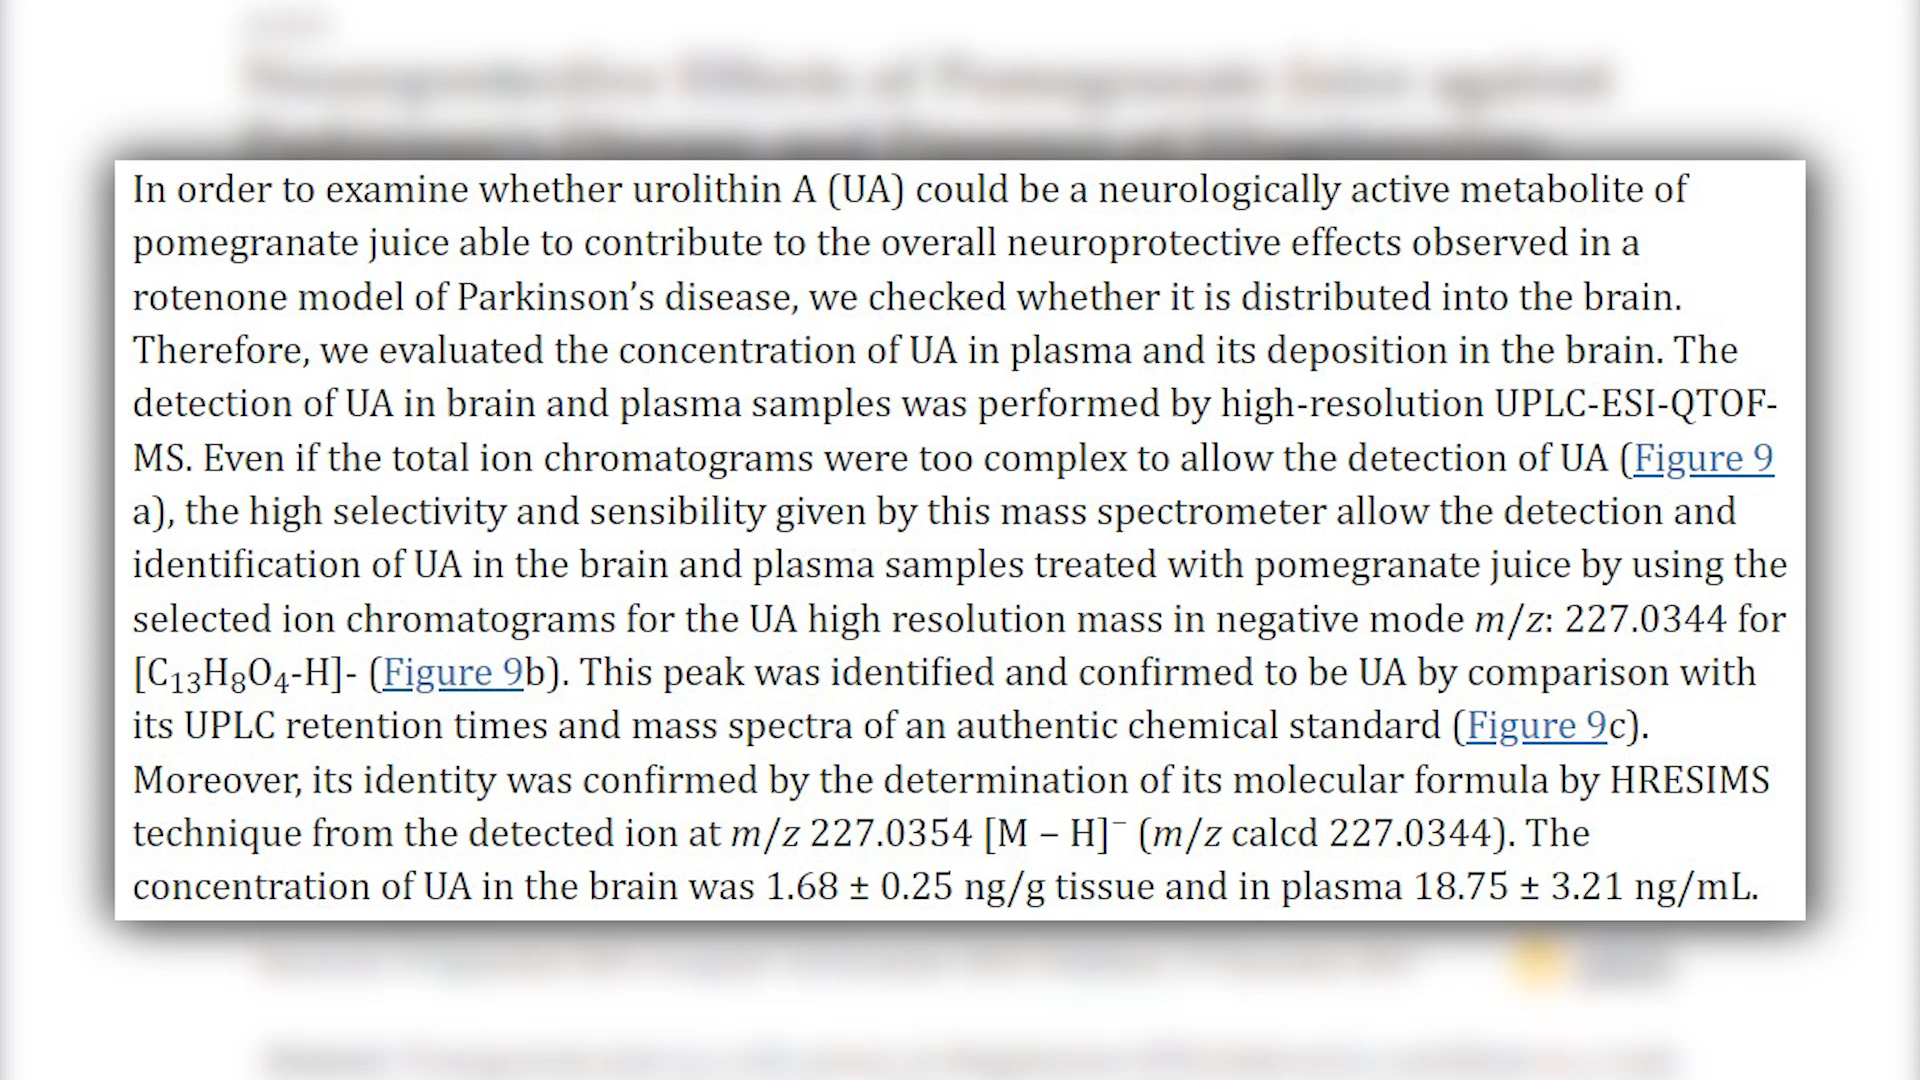 In order to examine whether urolithin A (UA) could be a neurologically active metabolite of
pomegranate juice able to contribute to the overall neuroprotective effects observed in a
rotenone model of Parkinson’s disease, we checked whether it is distributed into the brain.
Therefore, we evaluated the concentration of UA in plasma and its deposition in the brain. The
detection of UA in brain and plasma samples was performed by high-resolution UPLC-ESI-QTOF-
MS. Even if the total ion chromatograms were too complex to allow the detection of UA (Figure 9
a), the high selectivity and sensibility given by this mass spectrometer allow the detection and
identification of UA in the brain and plasma samples treated with pomegranate juice by using the
selected ion chromatograms for the UA high resolution mass in negative mode m/z: 227.0344 for
[C₁₃H₈O₄-H]- (Figure 9b). This peak was identified and confirmed to be UA by comparison with
its UPLC retention times and mass spectra of an authentic chemical standard (Figure 9c).
Moreover, its identity was confirmed by the determination of its molecular formula by HRESIMS
technique from the detected ion at m/z 227.0354 [M − H]⁻ (m/z calcd 227.0344). The
concentration of UA in the brain was 1.68 ± 0.25 ng/g tissue and in plasma 18.75 ± 3.21 ng/mL.